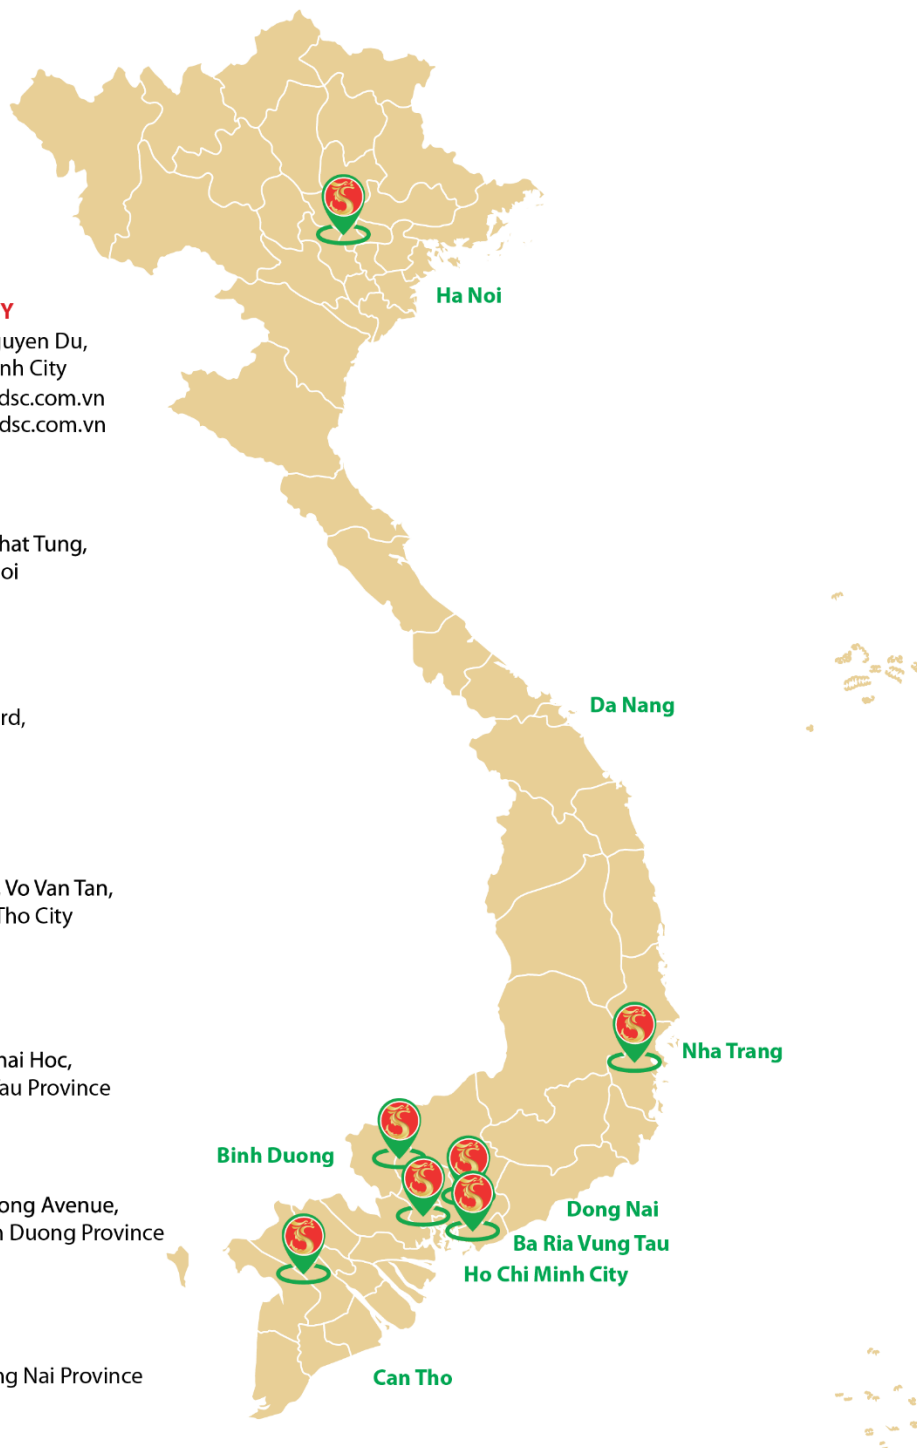 Y
guyen Du,
nh City
dsc.com.vn
dsc.com.vn
hat Tung,
oi
rd,
Vo Van Tan,
Tho City
hai Hoc,
au Province
ong Avenue,
h Duong Province
ng Nai Province
Ha Noi
Da Nang
Nha Trang
Binh Duong
Dong Nai
Ba Ria Vung Tau
Ho Chi Minh City
Can Tho